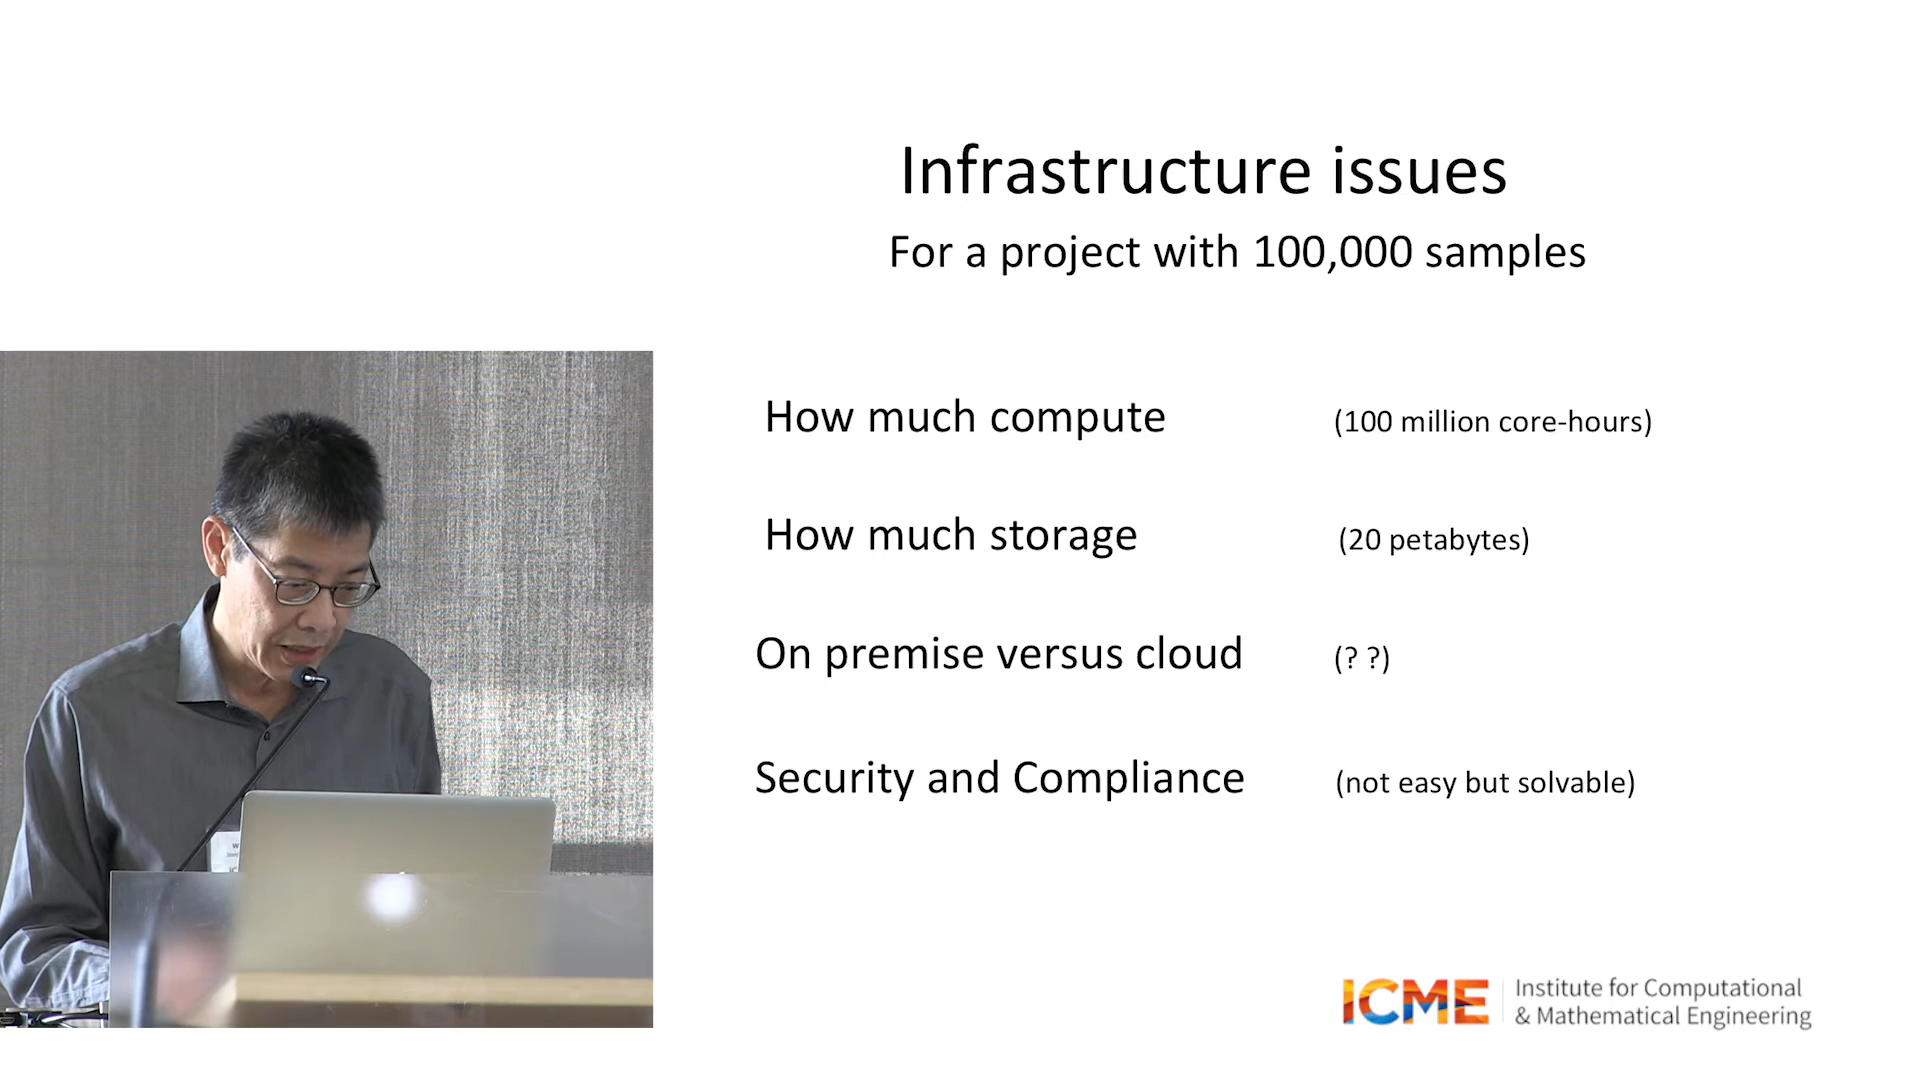 Infrastructure issues
For a project with 100,000 samples
How much compute (100 million core-hours)
How much storage (20 petabytes)
On premise versus cloud (? ?)
Security and Compliance (not easy but solvable)
ICME Institute for Computational
& Mathematical Engineering